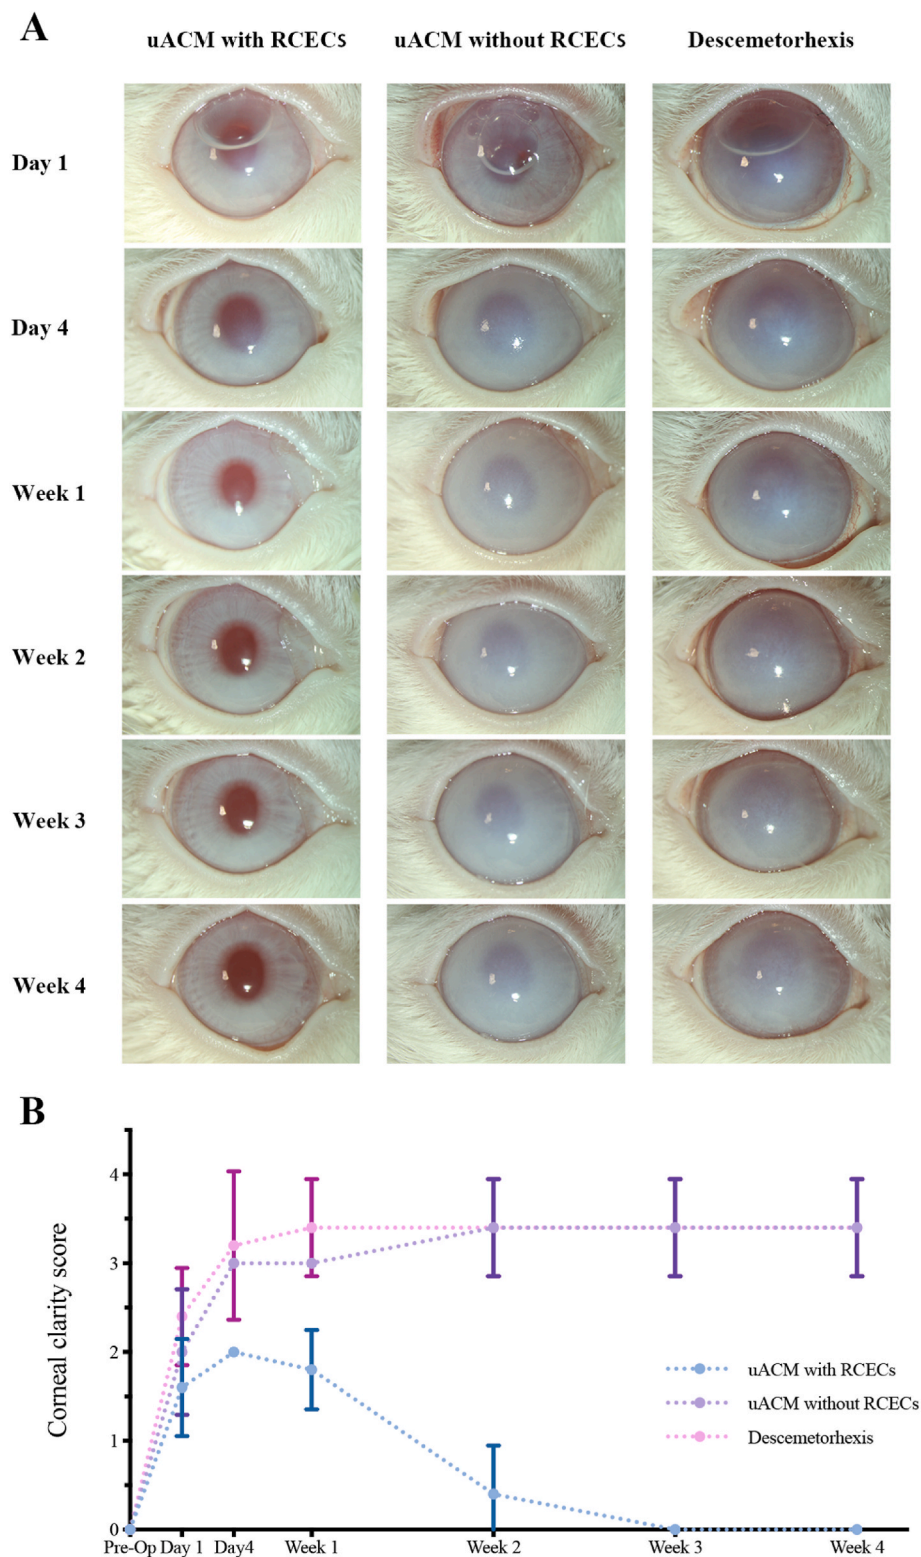 A
uACM with RCECs
uACM without RCECs
Descemetorhexis
Day 1
Day 4
Week 1
Week 2
Week 3
Week 4
B
Corneal clarity score
4
3
2
1
0
Pre-Op Day 1 Day4 Week 1 Week 2 Week 3 Week 4
uACM with RCECs
uACM without RCECs
Descemetorhexis